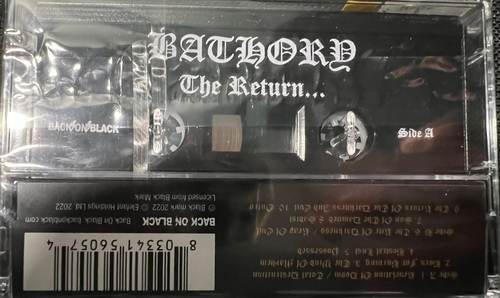 BATHORY
The Return...
BACK ON BLACK
Side A
Side A 1. Revelation Of Doom / Total Destruction
2. Born For Burning 3. The Wind Of Mayhem
4. Bestial Lust 5. Possessed
Side B 6. The Rite Of Darkness / Reap Of Evil
7. Son Of The Damned 8. Sadist
9. The Return Of The Darkness And Evil 10. Outro
8 03341 56057 4
BACK ON BLACK
Back On Black. backonblack.com
℗ Black Mark 2022 © Holdings Ltd 2022
Licensed from Black Mark